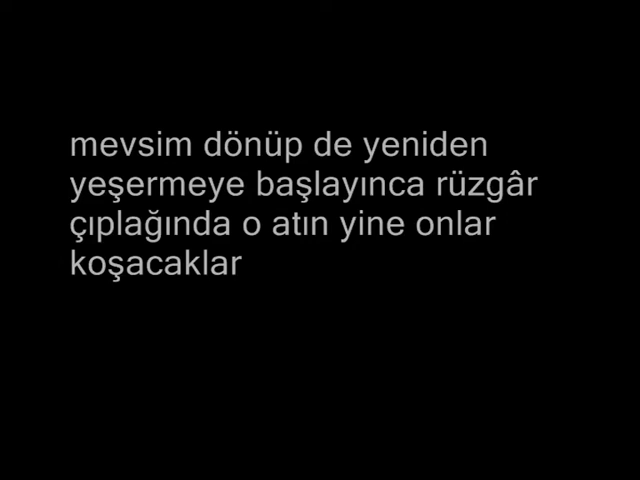 mevsim dönüp de yeniden
yeşermeye başlayınca rüzgâr
çıplağında o atın yine onlar
koşacaklar